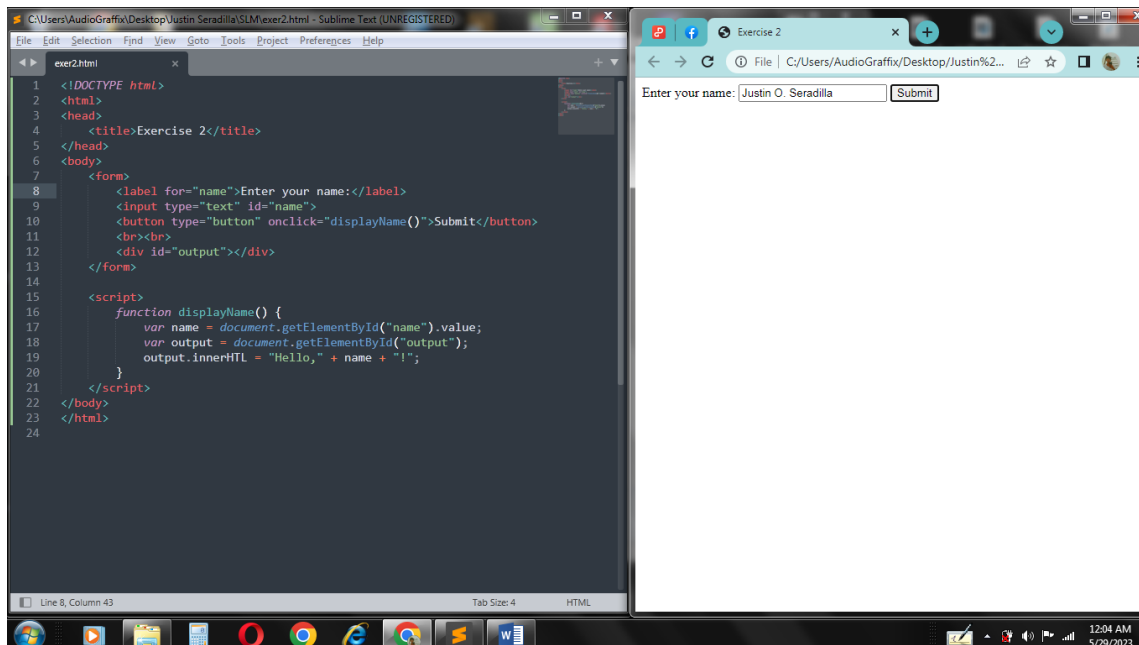 C:\Users\AudioGraffix\Desktop\Justin Seradilla\SLM\exer2.html - Sublime Text (UNREGISTERED)
File Edit Selection Find View Goto Tools Project Preferences Help
exer2.html
1 <!DOCTYPE html>
2 <html>
3 <head>
4 <title>Exercise 2</title>
5 </head>
6 <body>
7 <form>
8 <label for="name">Enter your name:</label>
9 <input type="text" id="name">
10 <button type="button" onclick="displayName()">Submit</button>
11 <br><br>
12 <div id="output"></div>
13 </form>
14
15 <script>
16 function displayName() {
17 var name = document.getElementById("name").value;
18 var output = document.getElementById("output");
19 output.innerHTL = "Hello," + name + "!";
20 }
21 </script>
22 </body>
23 </html>
24
Line 8, Column 43
Tab Size: 4
HTML
Exercise 2
File C:/Users/AudioGraffix/Desktop/Justin%2...
Enter your name: Justin O. Seradilla Submit
12:04 AM
5/29/2023